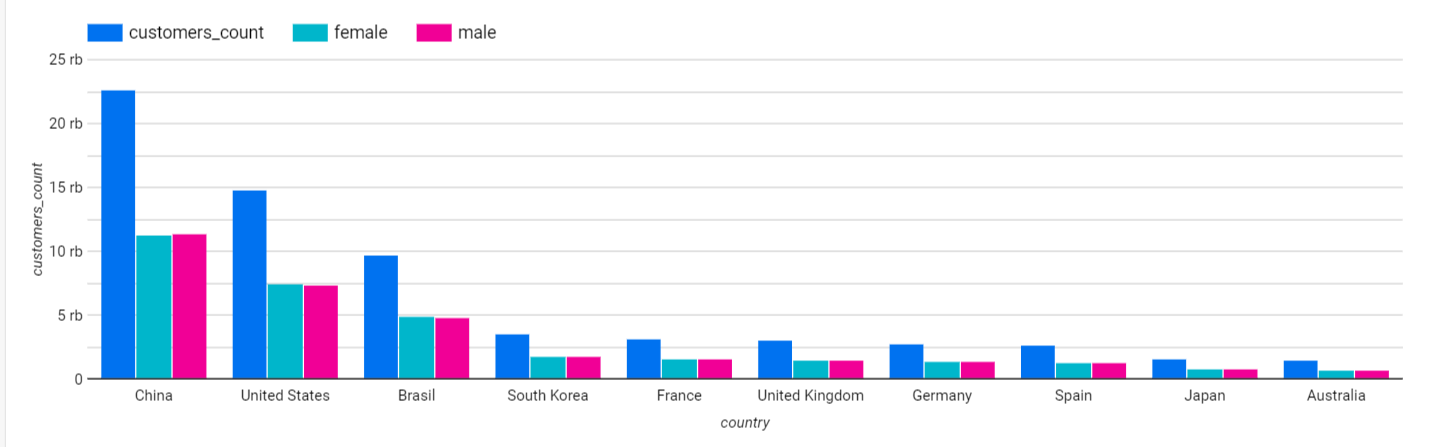 customers_count female male
25 rb
20 rb
15 rb
10 rb
5 rb
0
customers_count
China United States Brasil South Korea France United Kingdom Germany Spain Japan Australia
country